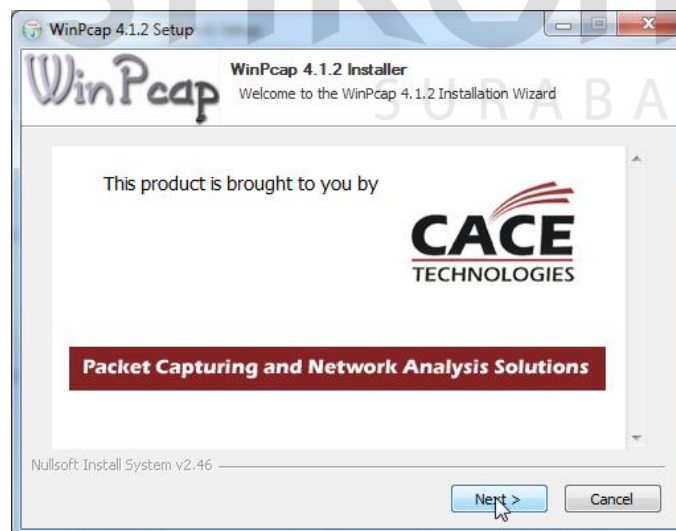 WinPcap 4.1.2 Setup
WinPcap
WinPcap 4.1.2 Installer
Welcome to the WinPcap 4.1.2 Installation Wizard
SURABA
This product is brought to you by
CACE
TECHNOLOGIES
Packet Capturing and Network Analysis Solutions
Nullsoft Install System v2.46
Next >
Cancel